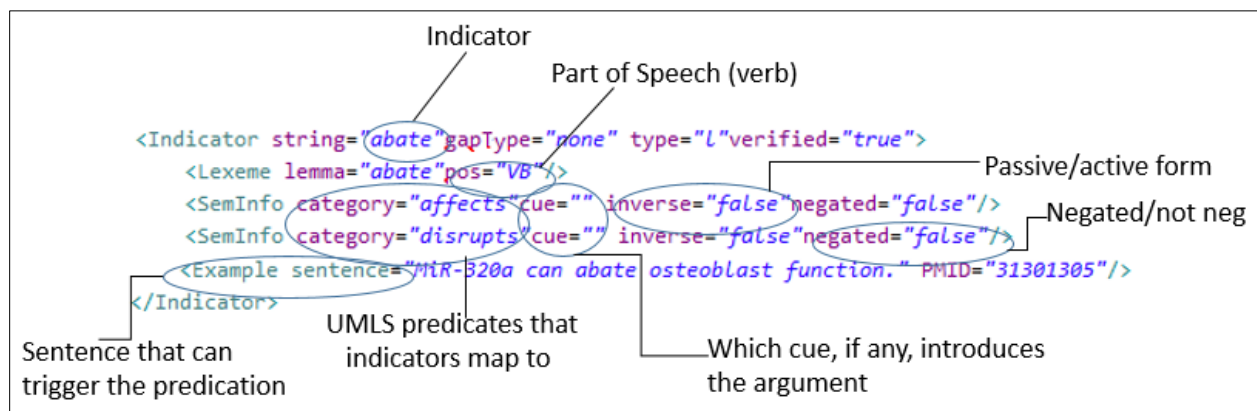 Indicator
Part of Speech (verb)
<Indicator string="abate"gapType="none" type="l"verified="true">
<Lexeme lemma="abate"pos="VB"/>
Passive/active form
<SemInfo category="affects"cue="" inverse="false"negated="false"/>
Negated/not neg
<SemInfo category="disrupts"cue="" inverse="false"negated="false"/>
<Example sentence="MiR-320a can abate osteoblast function." PMID="31301305"/>
</Indicator>
Sentence that can
trigger the predication
UMLS predicates that
indicators map to
Which cue, if any, introduces
the argument